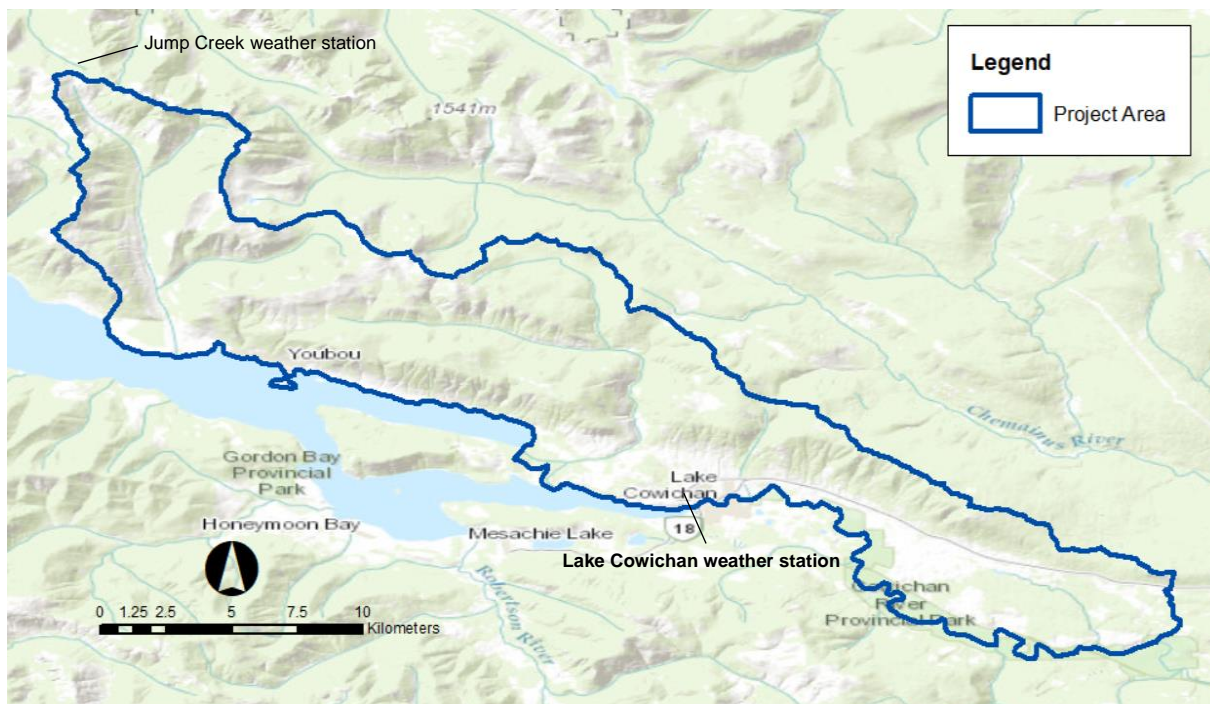 Jump Creek weather station
Legend
Project Area
1541m
Youbou
Chemainus River
Gordon Bay
Provincial
Park
Lake
Cowichan
Honeymoon Bay
Mesachie Lake
18
Lake Cowichan weather station
Robertson River
Cowichan
River
Provincial Park
0 1.25 2.5 5 7.5 10
Kilometers